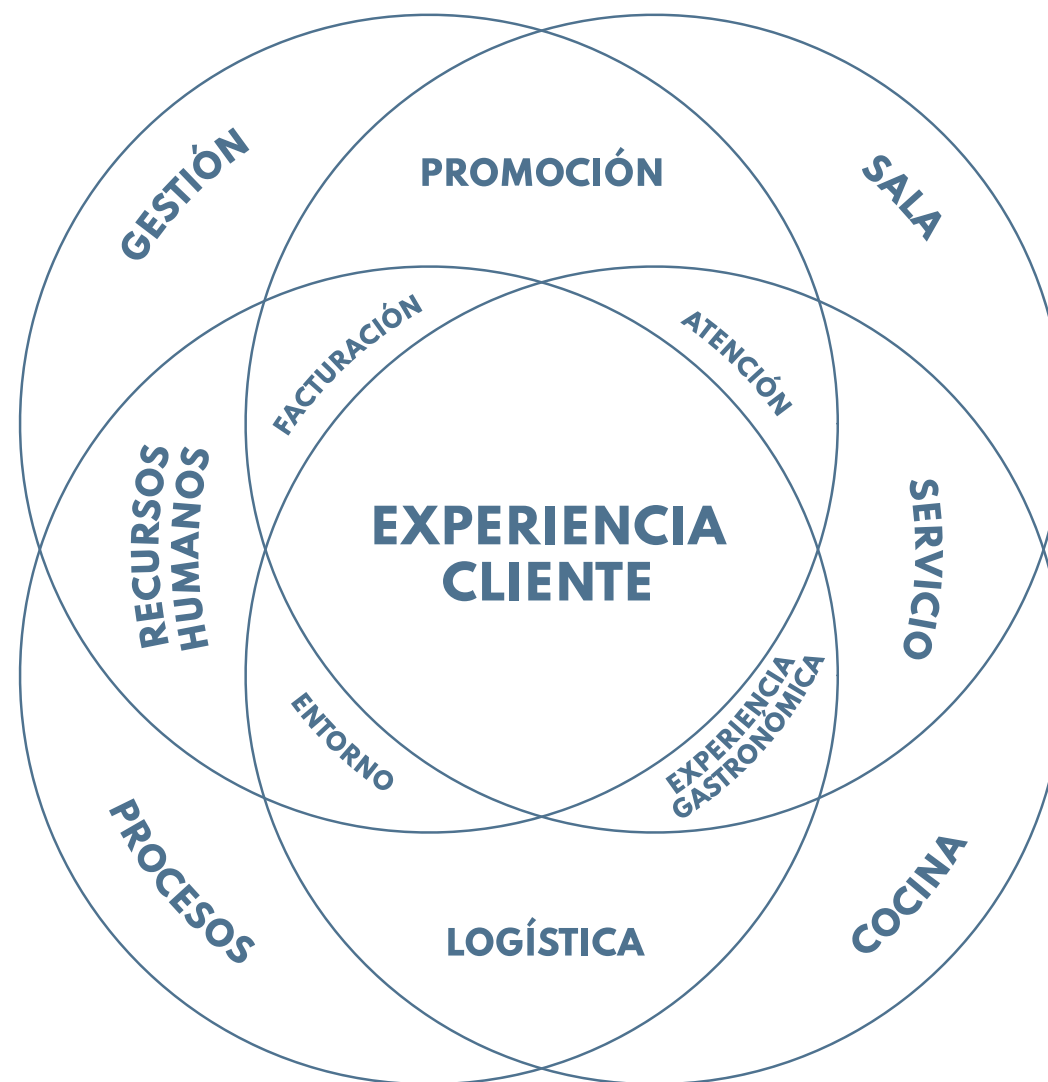 GESTIÓN
PROMOCIÓN
SALA
FACTURACIÓN
ATENCIÓN
RECURSOS
HUMANOS
EXPERIENCIA
CLIENTE
SERVICIO
ENTORNO
EXPERIENCIA
GASTRONÓMICA
PROCESOS
LOGÍSTICA
COCINA